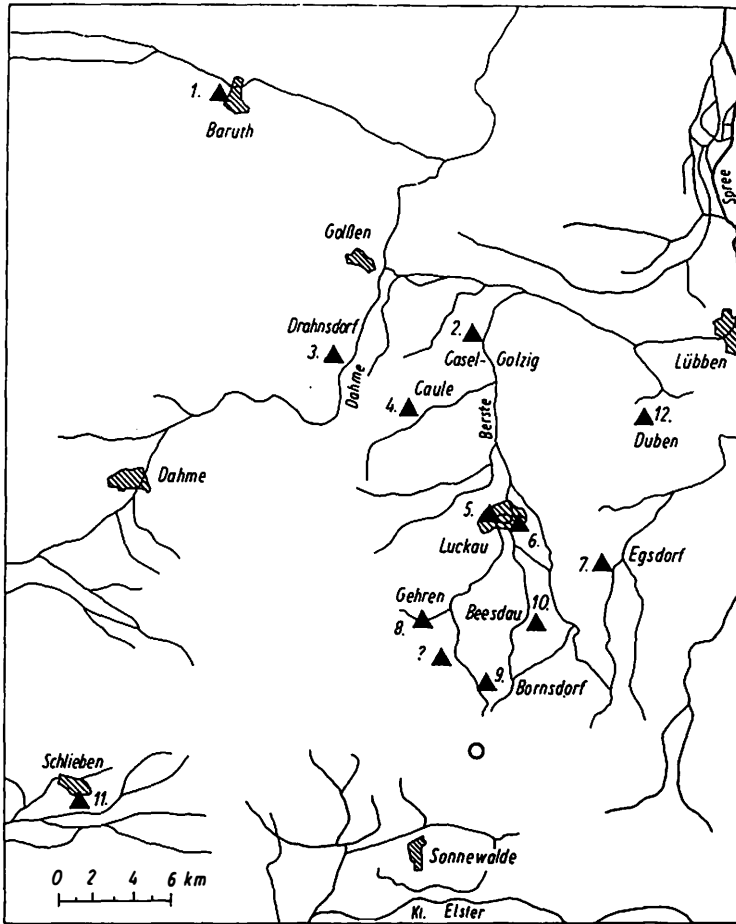 1.
Baruth
Spree
Golßen
Drahnsdorf
3.
Dahme
2.
Casel-Golzig
Lübben
4.
Caule
Berste
12.
Duben
Dahme
5.
6.
Luckau
7.
Egsdorf
Gehren
8.
Beesdau
10.
?
9.
Bornsdorf
Schlieben
11.
Sonnewalde
0 2 4 6 km
Kl. Elster